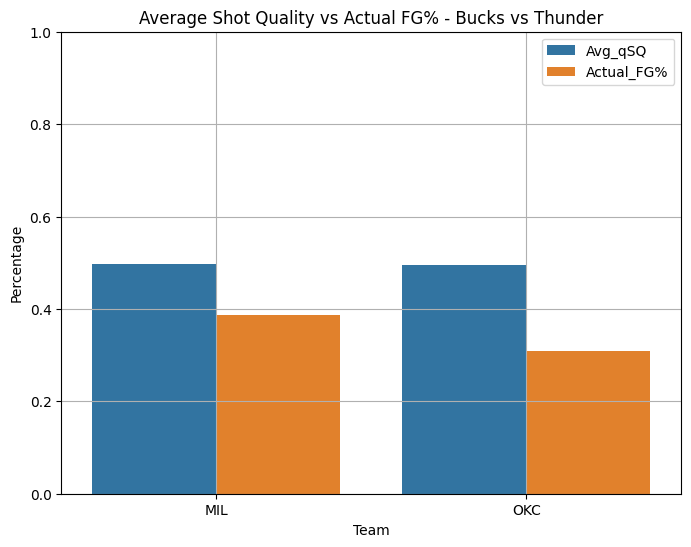 Average Shot Quality vs Actual FG% - Bucks vs Thunder
Avg_qSQ
Actual_FG%
1.0
0.8
0.6
0.4
0.2
0.0
Percentage
MIL
OKC
Team